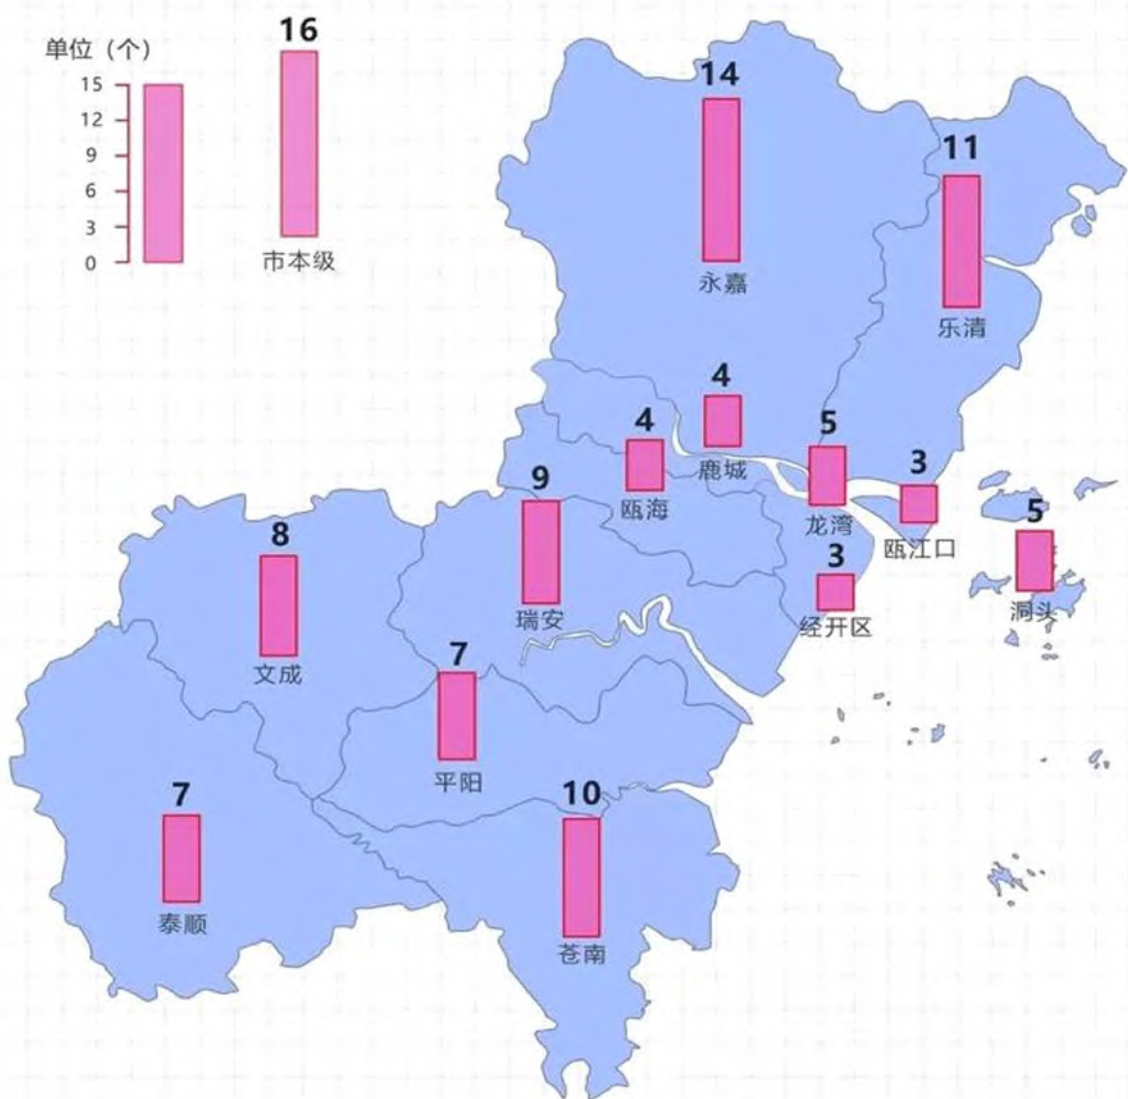 16
单位（个）
15
12
9
6
3
0
市本级
14
永嘉
11
乐清
4
鹿城
4
瓯海
5
龙湾
3
瓯江口
5
洞头
3
经开区
9
瑞安
8
文成
7
平阳
7
泰顺
10
苍南